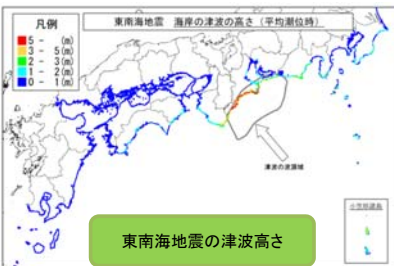 東南海地震　海岸の津波の高さ（平均潮位時）
凡例
5 -　(m)
3 - 5(m)
2 - 3(m)
1 - 2(m)
0 - 1(m)
津波の波源域
小笠原諸島
東南海地震の津波高さ